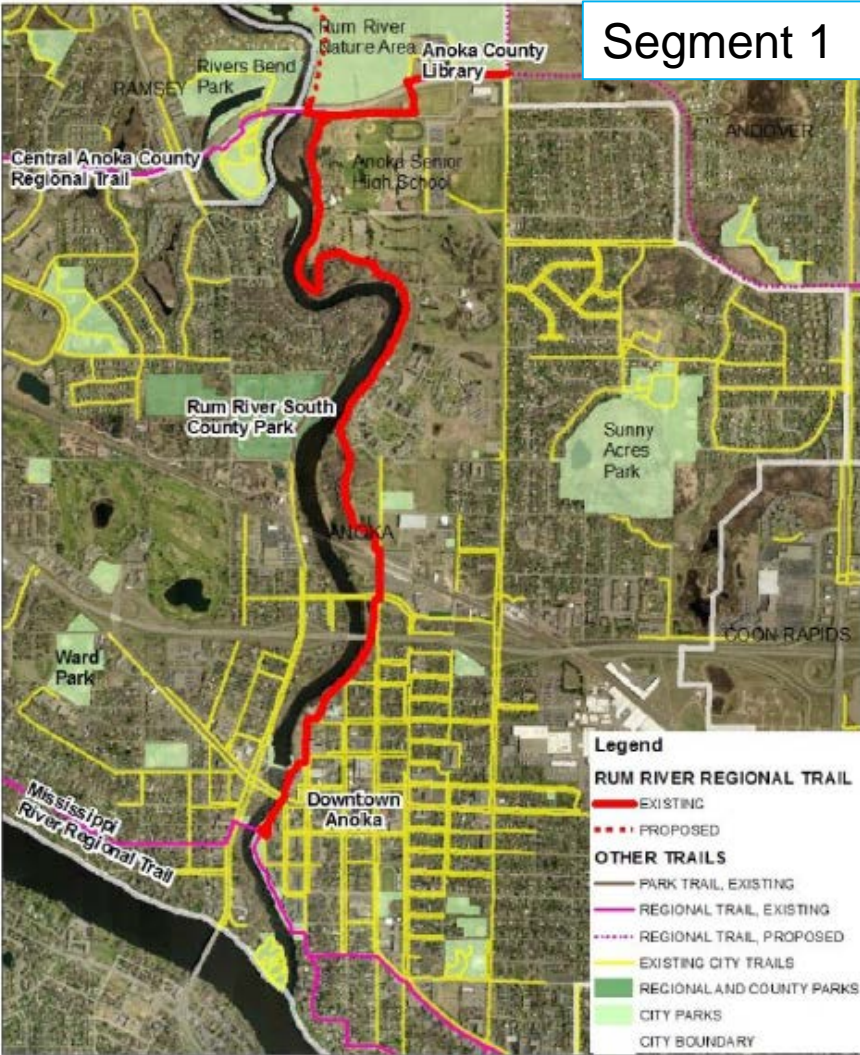 Segment 1
Rum River
Nature Area
Anoka County
Library
Rivers Bend
Park
RAMSEY
ANDOVER
Central Anoka County
Regional Trail
Anoka Senior
High School
Rum River South
County Park
Sunny
Acres
Park
ANOKA
COON RAPIDS
Ward
Park
Mississippi
River Regional Trail
Downtown
Anoka
Legend
RUM RIVER REGIONAL TRAIL
EXISTING
PROPOSED
OTHER TRAILS
PARK TRAIL, EXISTING
REGIONAL TRAIL, EXISTING
REGIONAL TRAIL, PROPOSED
EXISTING CITY TRAILS
REGIONAL AND COUNTY PARKS
CITY PARKS
CITY BOUNDARY